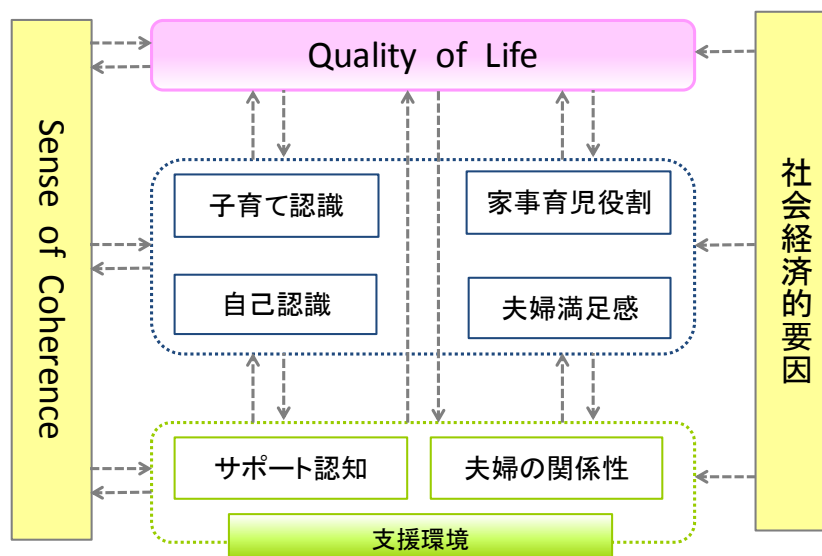 Quality of Life
Sense of Coherence
子育て認識
家事育児役割
自己認識
夫婦満足感
サポート認知
夫婦の関係性
支援環境
社会経済的要因